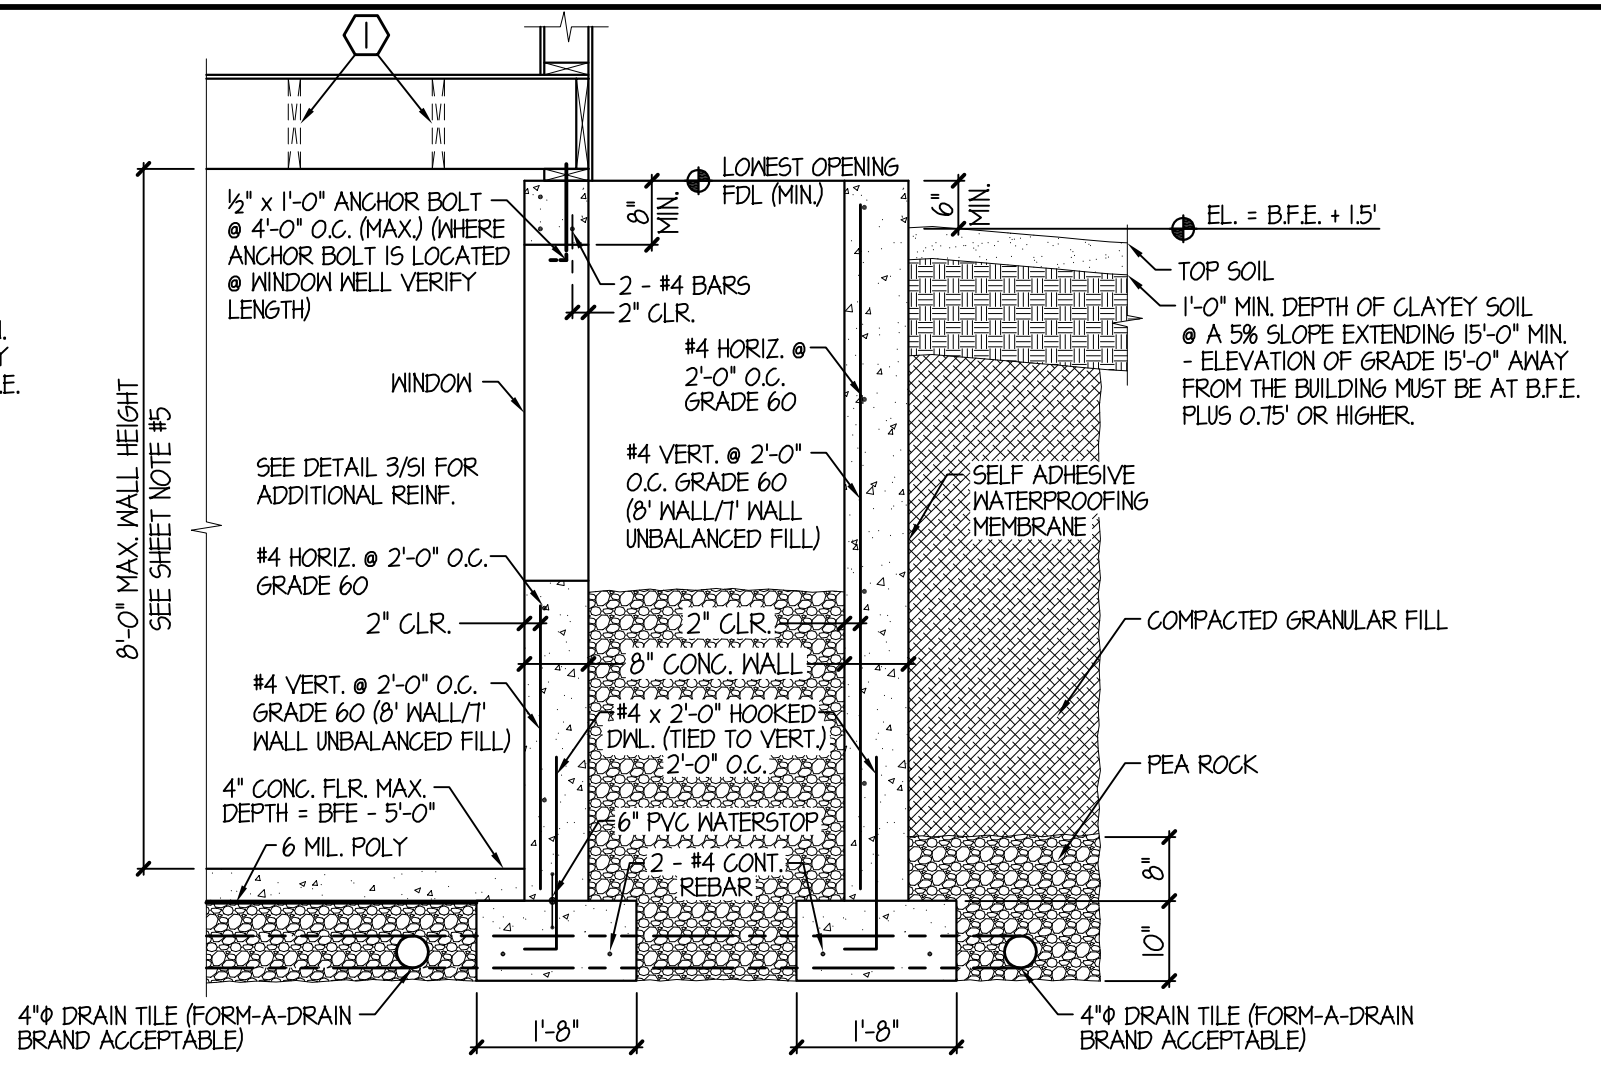 1
LOWEST OPENING
FDL (MIN.)
8"
MIN.
6"
MIN.
EL. = B.F.E. + 1.5'
½" x 1'-0" ANCHOR BOLT
@ 4'-0" O.C. (MAX.) (WHERE
ANCHOR BOLT IS LOCATED
@ WINDOW WELL VERIFY
LENGTH)
2 - #4 BARS
2" CLR.
TOP SOIL
1'-0" MIN. DEPTH OF CLAYEY SOIL
@ A 5% SLOPE EXTENDING 15'-0" MIN.
- ELEVATION OF GRADE 15'-0" AWAY
FROM THE BUILDING MUST BE AT B.F.E.
PLUS 0.75' OR HIGHER.
.E.
#4 HORIZ. @
2'-0" O.C.
GRADE 60
WINDOW
8'-0" MAX. WALL HEIGHT
SEE SHEET NOTE #5
SEE DETAIL 3/S1 FOR
ADDITIONAL REINF.
#4 VERT. @ 2'-0"
O.C. GRADE 60
(8' WALL/7' WALL
UNBALANCED FILL)
SELF ADHESIVE
WATERPROOFING
MEMBRANE
#4 HORIZ. @ 2'-0" O.C.
GRADE 60
2" CLR.
2" CLR.
COMPACTED GRANULAR FILL
8" CONC. WALL
#4 VERT. @ 2'-0" O.C.
GRADE 60 (8' WALL/7'
WALL UNBALANCED FILL)
#4 x 2'-0" HOOKED
DWL. (TIED TO VERT.)
2'-0" O.C.
PEA ROCK
4" CONC. FLR. MAX.
DEPTH = BFE - 5'-0"
6" PVC WATERSTOP
6 MIL. POLY
2 - #4 CONT.
REBAR
8"
10"
4"Φ DRAIN TILE (FORM-A-DRAIN
BRAND ACCEPTABLE)
1'-8"
1'-8"
4"Φ DRAIN TILE (FORM-A-DRAIN
BRAND ACCEPTABLE)